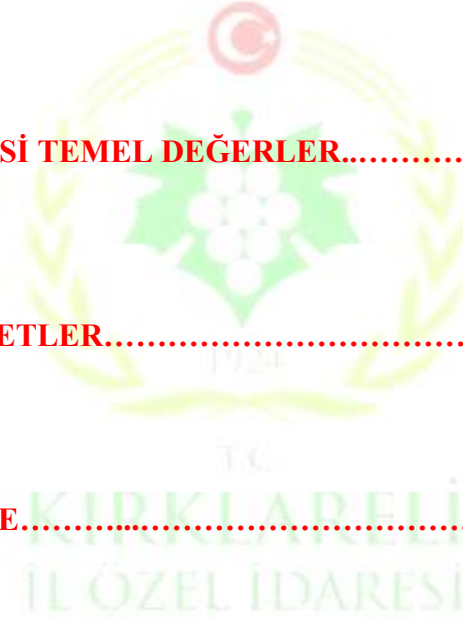 Sİ TEMEL DEĞERLER..…………
ETLER……………………………
1924
T.C.
E………....………………………
KIRKLARELİ
İL ÖZEL İDARESİ